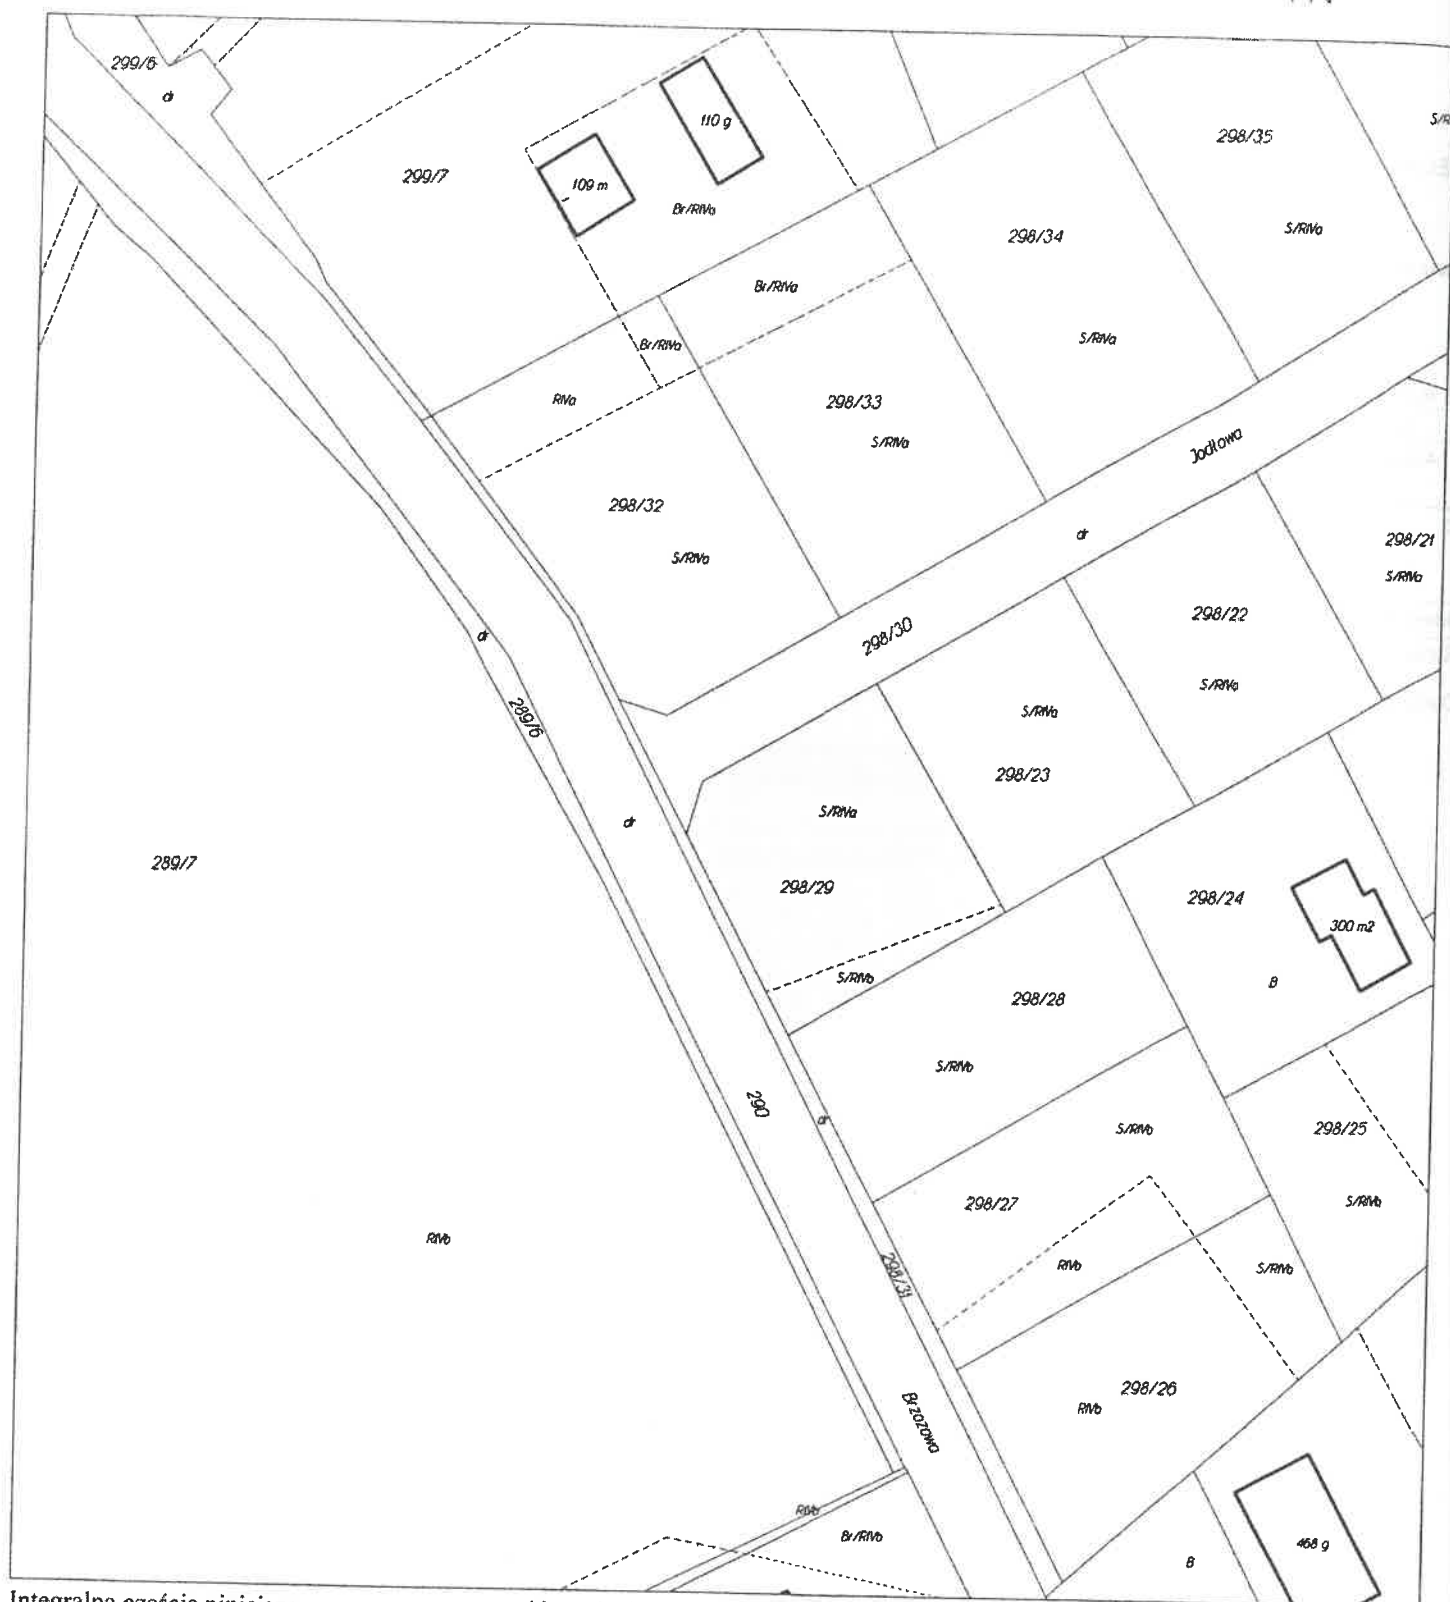 299/6
dr
299/7
110 g
109 m
Br/RIVa
298/35
S/RIVa
298/34
S/RIVa
Br/RIVa
Br/RIVa
RIVa
298/33
S/RIVa
298/32
S/RIVa
Jodłowa
dr
298/30
298/21
S/RIVa
298/22
S/RIVa
S/RIVa
298/23
dr
289/6
dr
289/7
S/RIVa
298/29
S/RIVb
298/24
300 m2
B
298/28
S/RIVb
290
dr
S/RIVb
298/25
S/RIVb
298/27
RIVb
S/RIVb
298/31
RIVb
298/26
RIVb
Brzozowa
RIVb
Br/RIVb
B
468 g